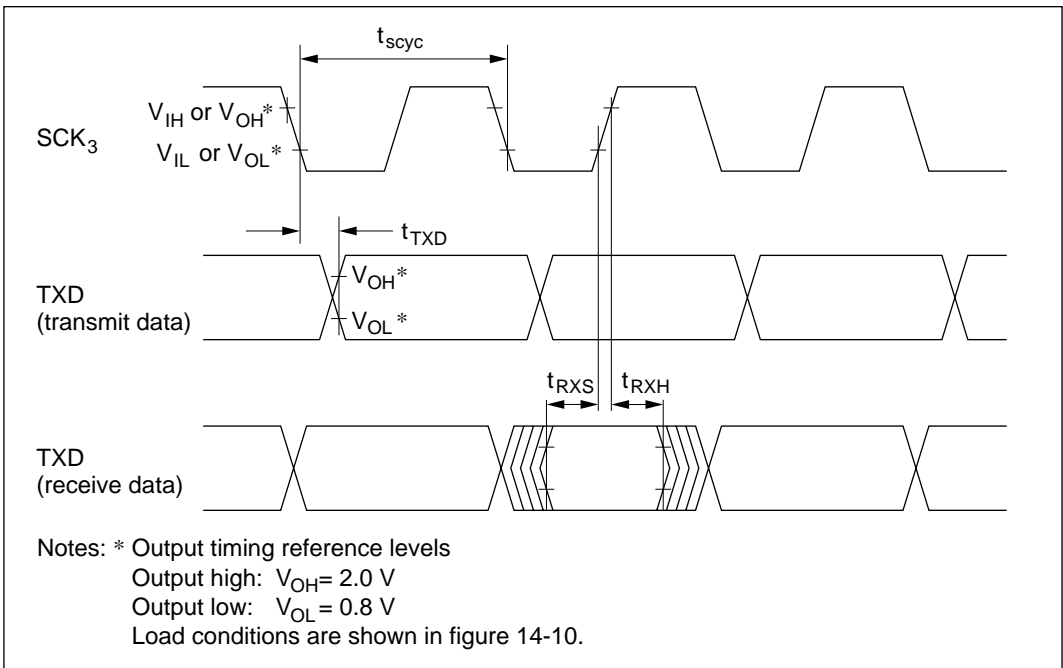 tscyc
VIH or VOH*
SCK3
VIL or VOL*
tTXD
VOH*
TXD
(transmit data)
VOL*
tRXS tRXH
TXD
(receive data)
Notes: * Output timing reference levels
Output high: VOH= 2.0 V
Output low: VOL= 0.8 V
Load conditions are shown in figure 14-10.